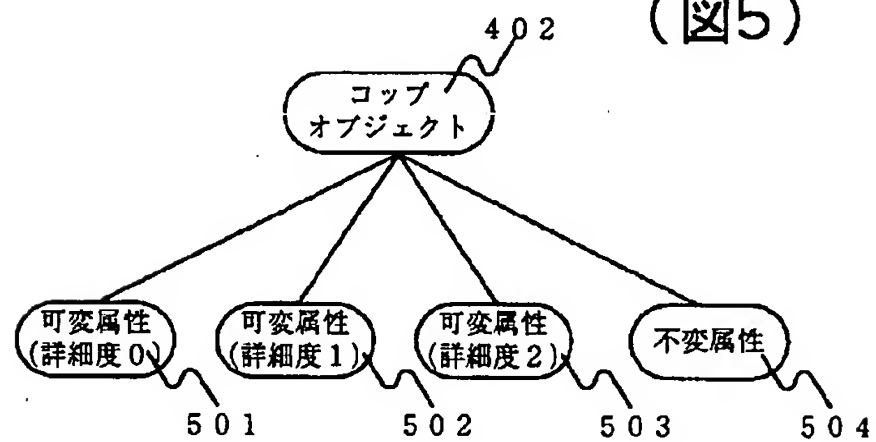 (図5)
402
コップ
オブジェクト
可変属性
(詳細度0)
可変属性
(詳細度1)
可変属性
(詳細度2)
不変属性
501
502
503
504